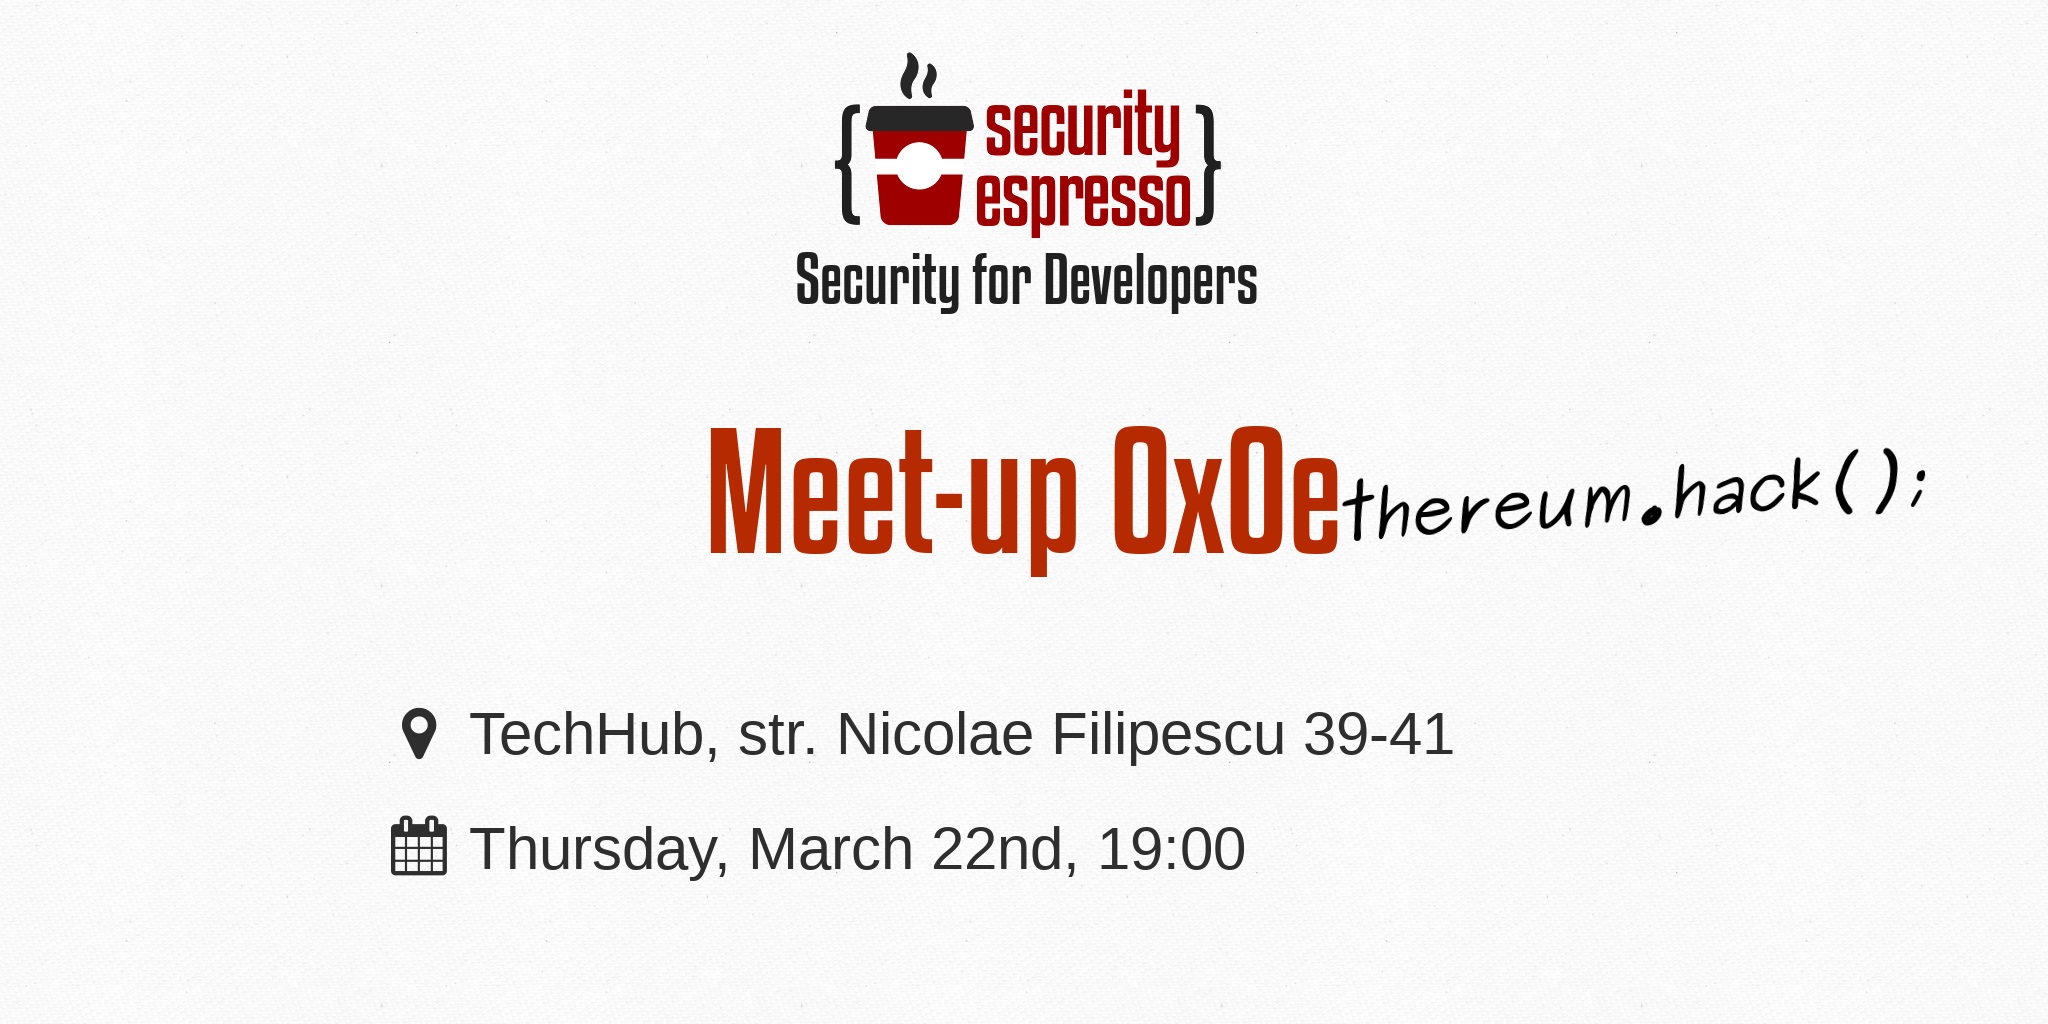 { security
espresso }
Security for Developers
Meet-up 0x0ethereum.hack();
TechHub, str. Nicolae Filipescu 39-41
Thursday, March 22nd, 19:00